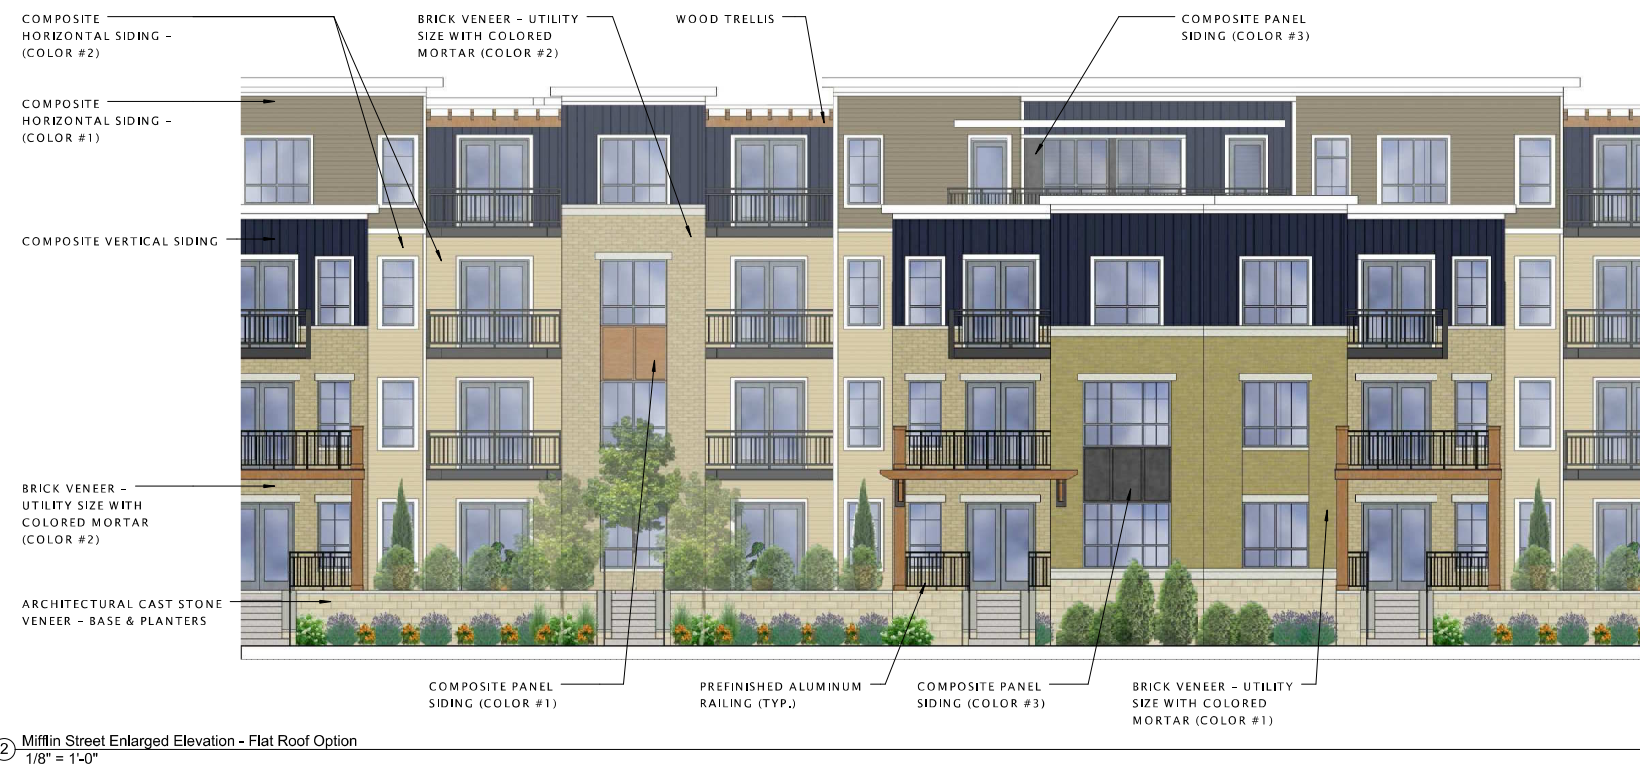 COMPOSITE
HORIZONTAL SIDING -
(COLOR #2)
BRICK VENEER - UTILITY
SIZE WITH COLORED
MORTAR (COLOR #2)
WOOD TRELLIS
COMPOSITE PANEL
SIDING (COLOR #3)
COMPOSITE
HORIZONTAL SIDING -
(COLOR #1)
COMPOSITE VERTICAL SIDING
BRICK VENEER -
UTILITY SIZE WITH
COLORED MORTAR
(COLOR #2)
ARCHITECTURAL CAST STONE
VENEER - BASE & PLANTERS
COMPOSITE PANEL
SIDING (COLOR #1)
PREFINISHED ALUMINUM
RAILING (TYP.)
COMPOSITE PANEL
SIDING (COLOR #3)
BRICK VENEER - UTILITY
SIZE WITH COLORED
MORTAR (COLOR #1)
2 Mifflin Street Enlarged Elevation - Flat Roof Option
1/8" = 1'-0"